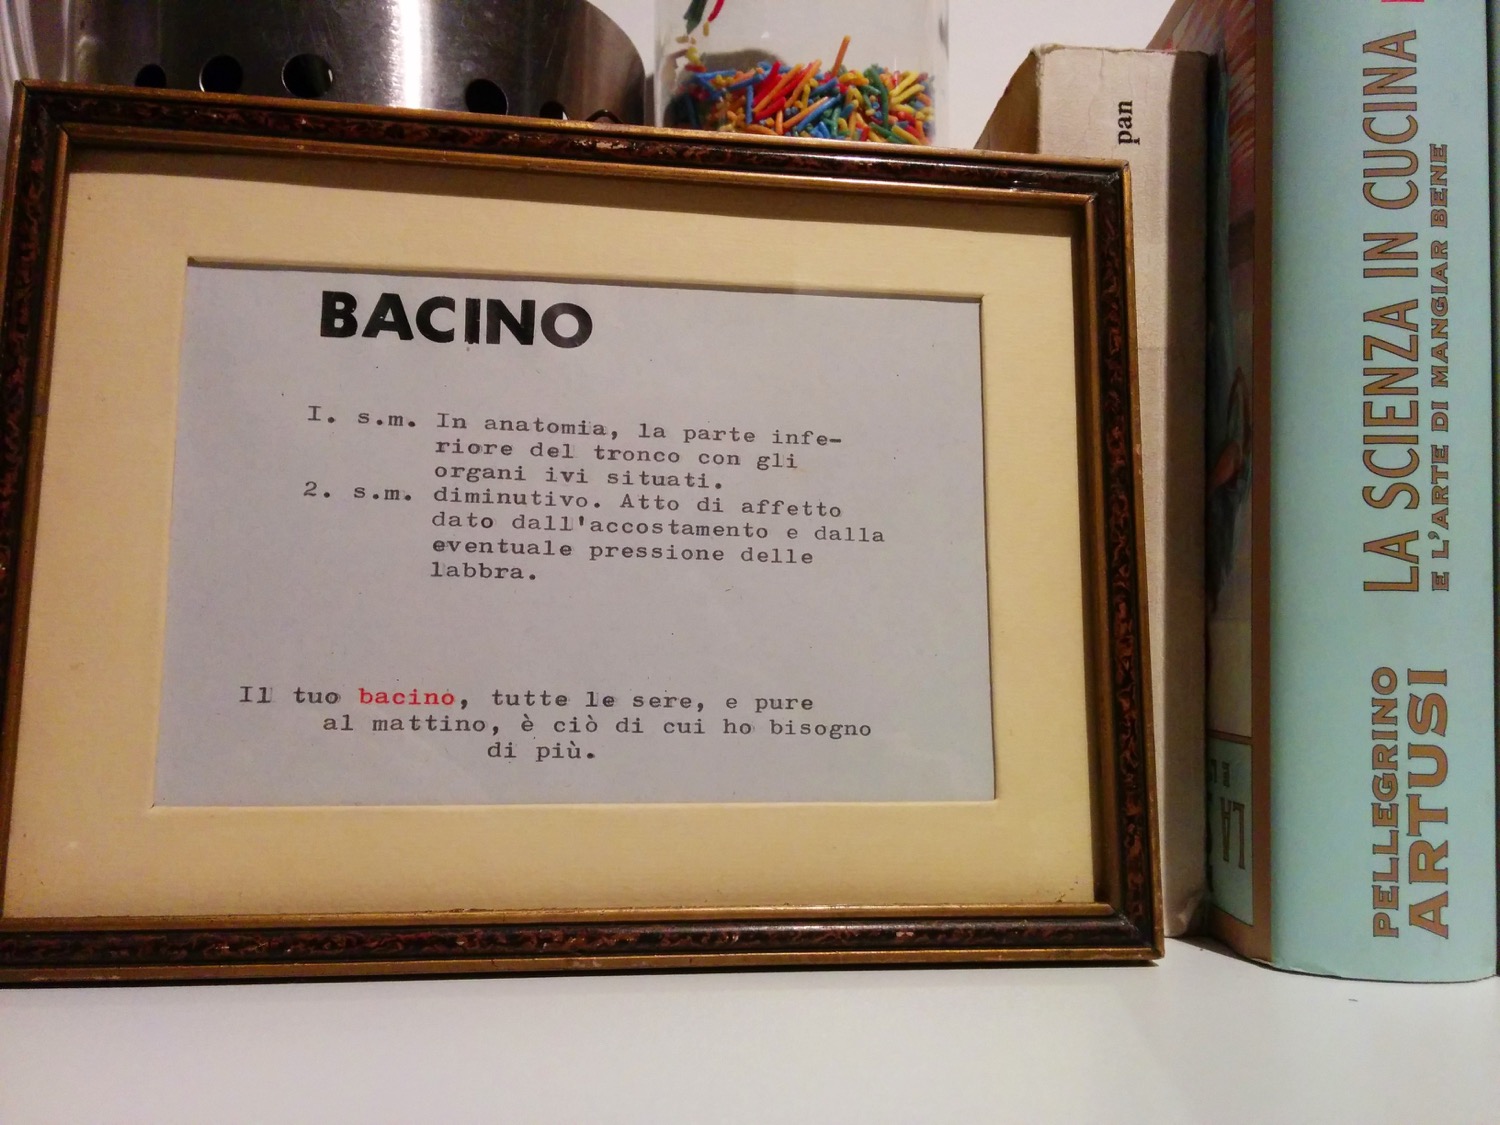 BACINO
I. s.m. In anatomia, la parte infe-
riore del tronco con gli
organi ivi situati.
2. s.m. diminutivo. Atto di affetto
dato dall'accostamento e dalla
eventuale pressione delle
labbra.
Il tuo bacino, tutte le sere, e pure
al mattino, è ciò di cui ho bisogno
di più.
pan
LA
PELLEGRINO
ARTUSI
LA SCIENZA IN CUCINA
E L'ARTE DI MANGIAR BENE